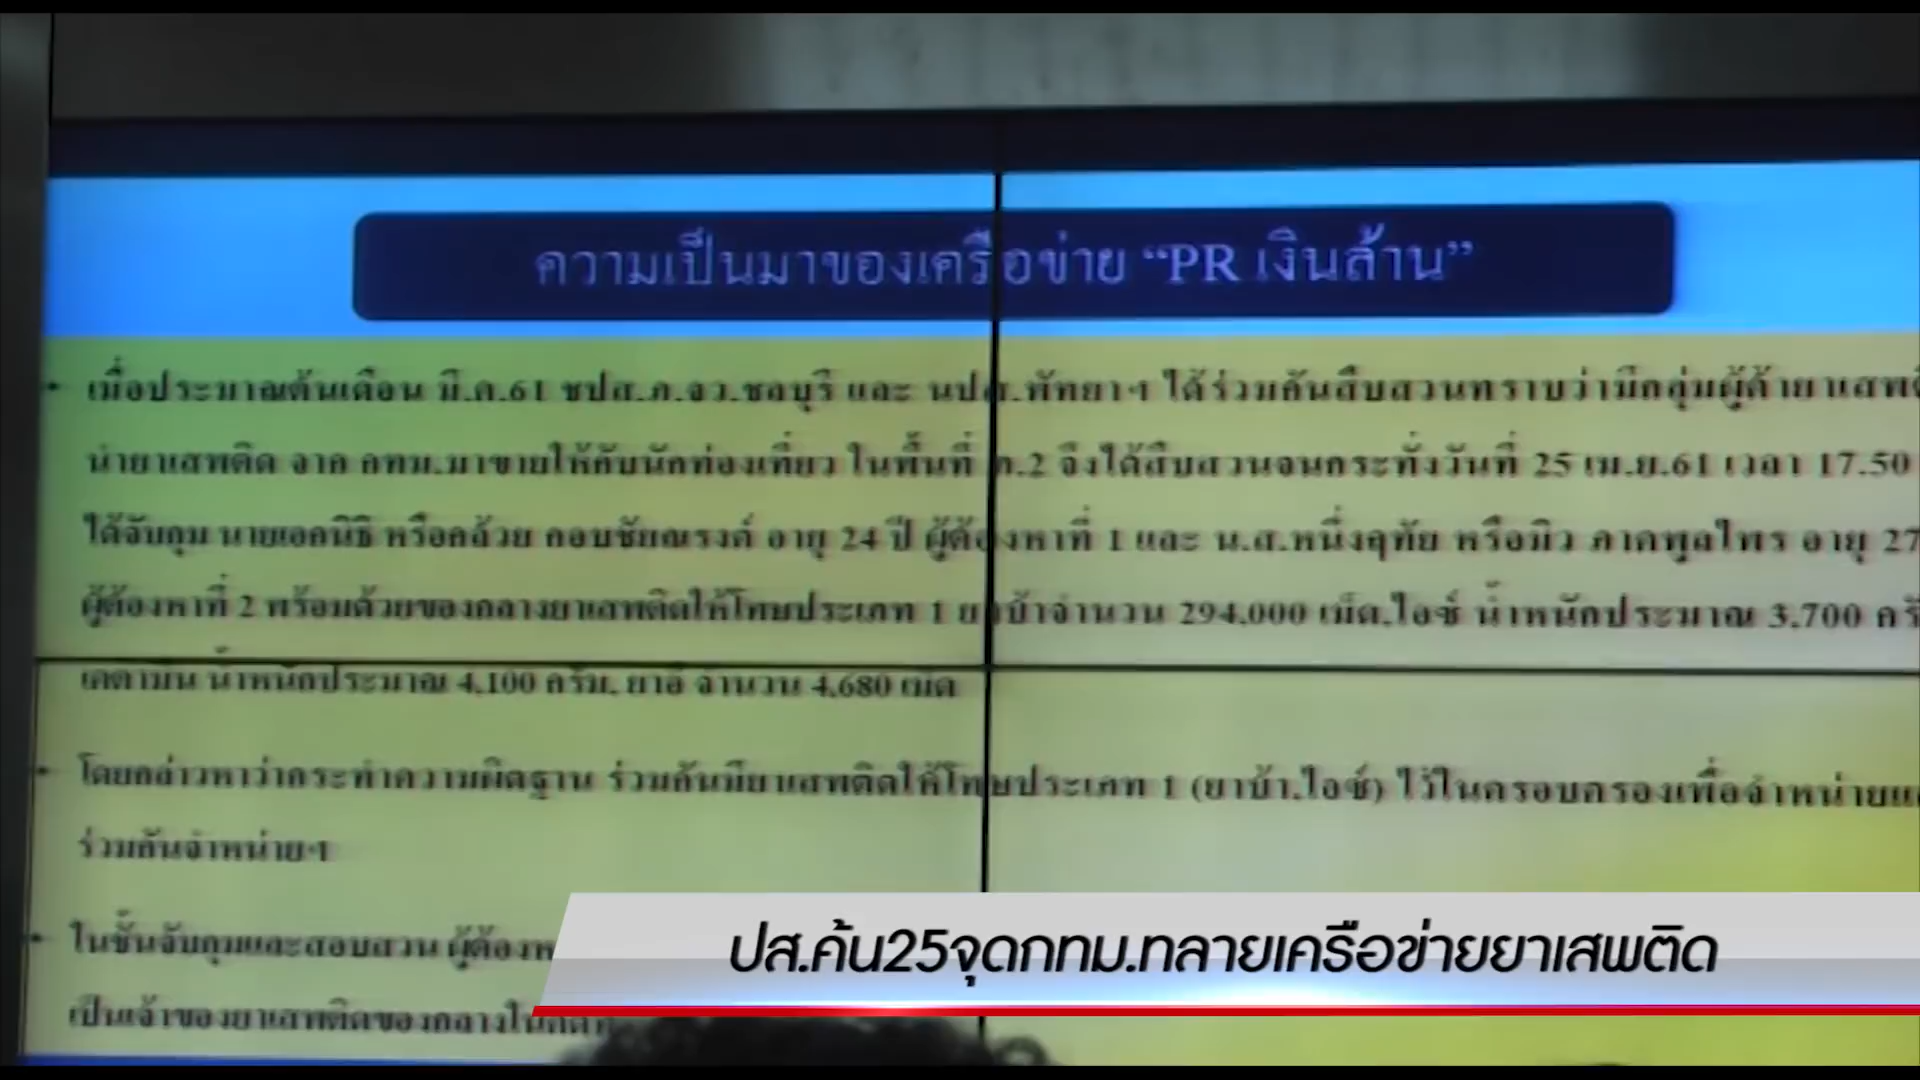 ความเป็นมาของเครือข่าย “PR เงินล้าน”
• เมื่อประมาณต้นเดือน มี.ค.61 ชปส.ภ.จว.ชลบุรี และ นปส.พัทยาฯ ได้ร่วมกันสืบสวนทราบว่ามีกลุ่มผู้ค้ายาเสพติ
นำยาเสพติด จาก กทม.มาขายให้กับนักท่องเที่ยว ในพื้นที่ ภ.2 จึงได้สืบสวนจนกระทั่งวันที่ 25 เม.ย.61 เวลา 17.50
ได้จับกุม นายเอกนิธิ หรือกล้วย กอบชัยณรงค์ อายุ 24 ปี ผู้ต้องหาที่ 1 และ น.ส.หนึ่งฤทัย หรือมิว ภาคพูลไพร อายุ 27
ผู้ต้องหาที่ 2 พร้อมด้วยของกลางยาเสพติดให้โทษประเภท 1 ยาบ้าจำนวน 294,000 เม็ด,ไอซ์ น้ำหนักประมาณ 3,700 กรั
เคตามีน น้ำหนักประมาณ 4,100 กรัม, ยาอี จำนวน 4,680 เม็ด
• โดยกล่าวหาว่ากระทำความผิดฐาน ร่วมกันมียาเสพติดให้โทษประเภท 1 (ยาบ้า,ไอซ์) ไว้ในครอบครองเพื่อจำหน่ายแ
ร่วมกันจำหน่ายฯ
• ในชั้นจับกุมและสอบสวน ผู้ต้องห
เป็นเจ้าของยาเสพติดของกลางใน
ปส.ค้น25จุดกทม.ทลายเครือข่ายยาเสพติด